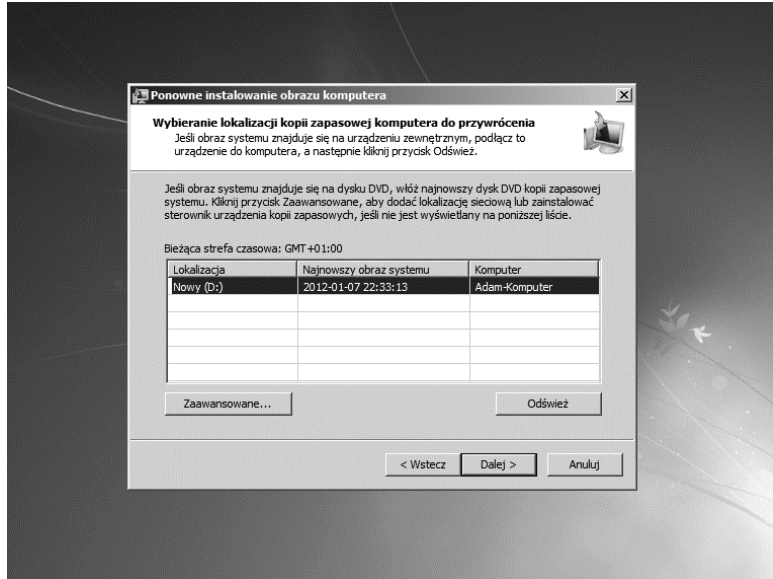 Ponowne instalowanie obrazu komputera
Wybieranie lokalizacji kopii zapasowej komputera do przywrócenia
Jeśli obraz systemu znajduje się na urządzeniu zewnętrznym, podłącz to
urządzenie do komputera, a następnie kliknij przycisk Odśwież.
Jeśli obraz systemu znajduje się na dysku DVD, włóż najnowszy dysk DVD kopii zapasowej
systemu. Kliknij przycisk Zaawansowane, aby dodać lokalizację sieciową lub zainstalować
sterownik urządzenia kopii zapasowych, jeśli nie jest wyświetlany na poniższej liście.
Bieżąca strefa czasowa: GMT+01:00
Lokalizacja Najnowszy obraz systemu Komputer
Nowy (D:) 2012-01-07 22:33:13 Adam-Komputer
Zaawansowane... Odśwież
< Wstecz Dalej > Anuluj